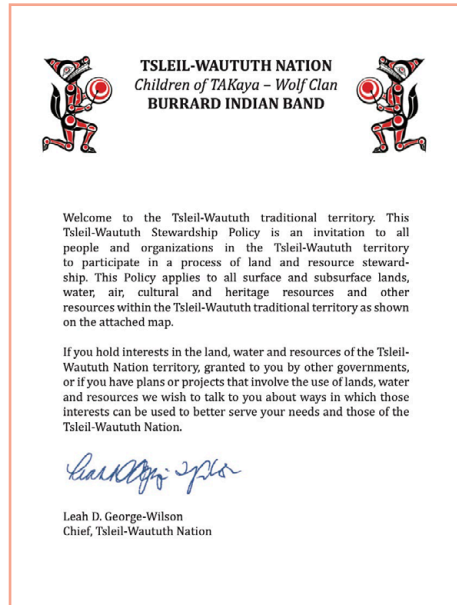 TSLEIL-WAUTUTH NATION
Children of TAKaya – Wolf Clan
BURRARD INDIAN BAND
Welcome to the Tsleil-Waututh traditional territory. This
Tsleil-Waututh Stewardship Policy is an invitation to all
people and organizations in the Tsleil-Waututh territory
to participate in a process of land and resource steward-
ship. This Policy applies to all surface and subsurface lands,
water, air, cultural and heritage resources and other
resources within the Tsleil-Waututh traditional territory as shown
on the attached map.
If you hold interests in the land, water and resources of the Tsleil-
Waututh Nation territory, granted to you by other governments,
or if you have plans or projects that involve the use of lands, water
and resources we wish to talk to you about ways in which those
interests can be used to better serve your needs and those of the
Tsleil-Waututh Nation.
Leah D. George-Wilson
Chief, Tsleil-Waututh Nation